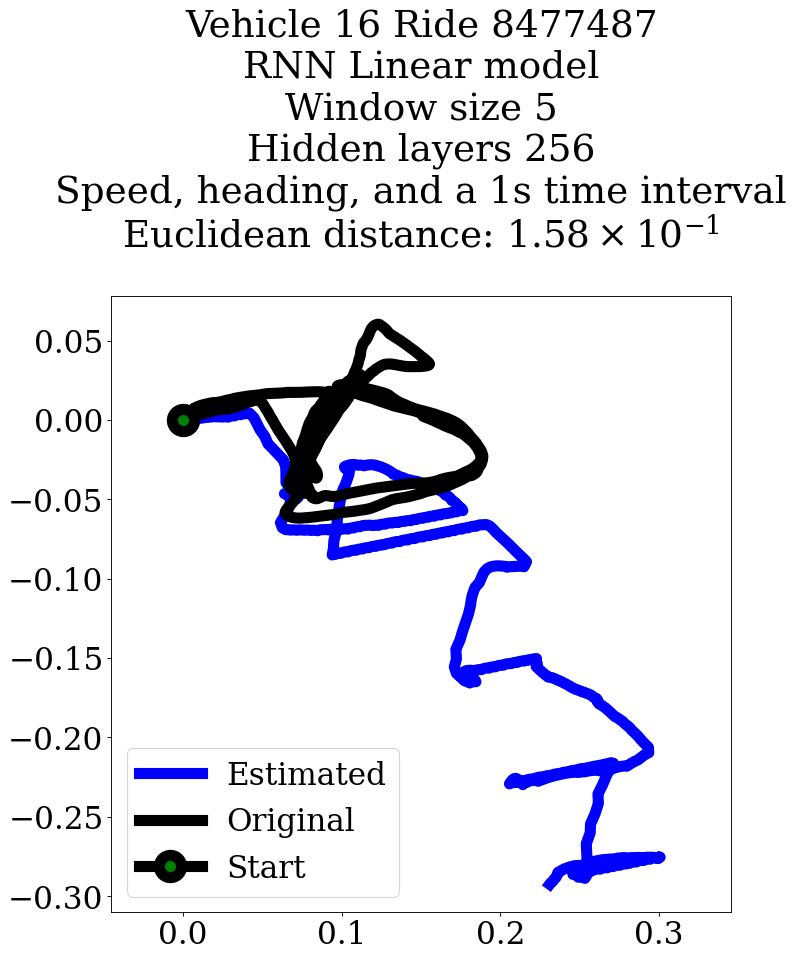 Vehicle 16 Ride 8477487
RNN Linear model
Window size 5
Hidden layers 256
Speed, heading, and a 1s time interval
Euclidean distance: 1.58 × 10⁻¹
0.05
0.00
−0.05
−0.10
−0.15
−0.20
−0.25
−0.30
Estimated
Original
Start
0.0
0.1
0.2
0.3